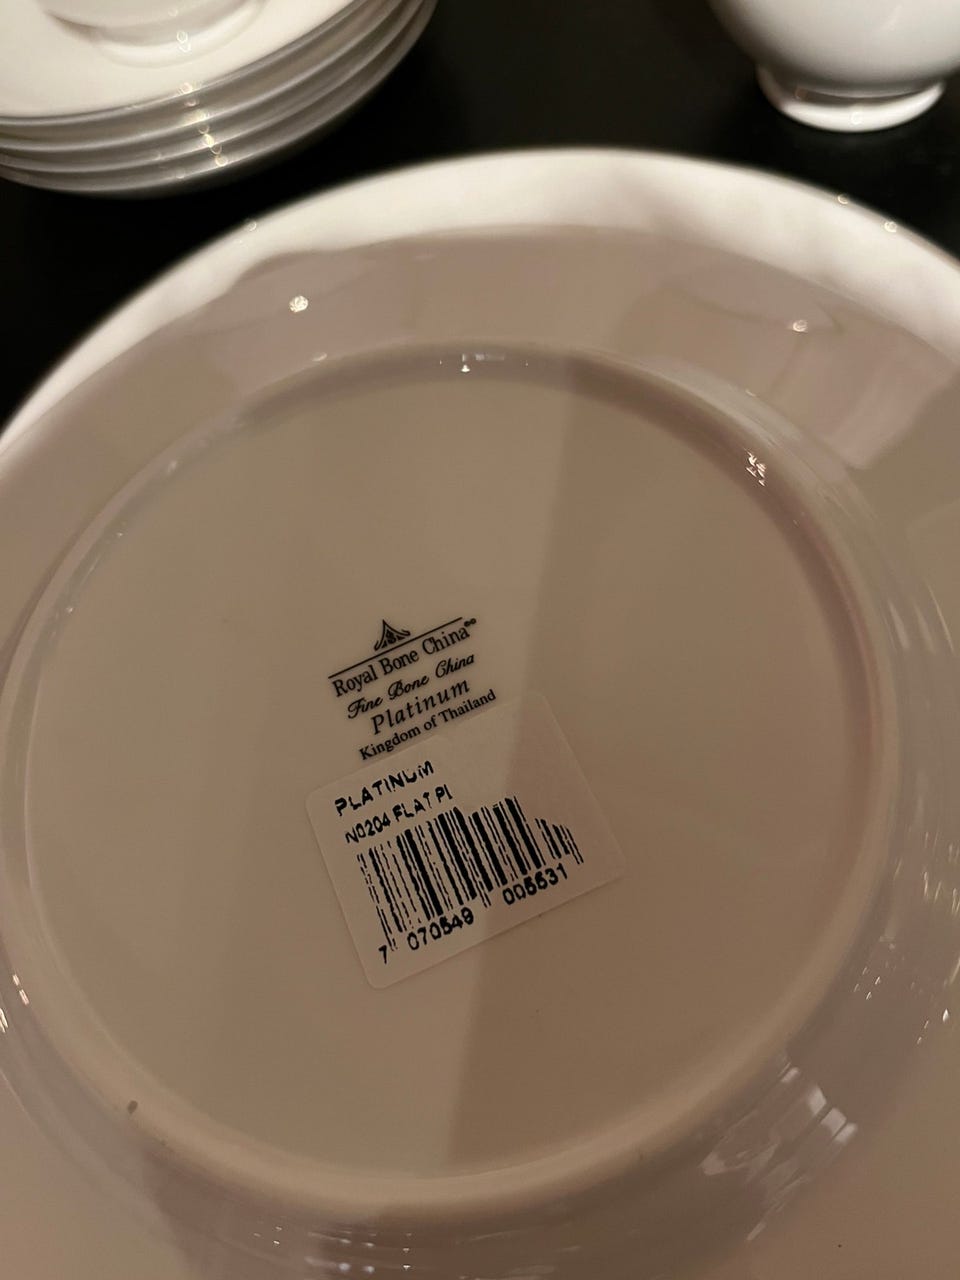 Royal Bone China
Fine Bone China
Platinum
Kingdom of Thailand
PLATINUM
N0204 FLAT Pl
7 070549 005531